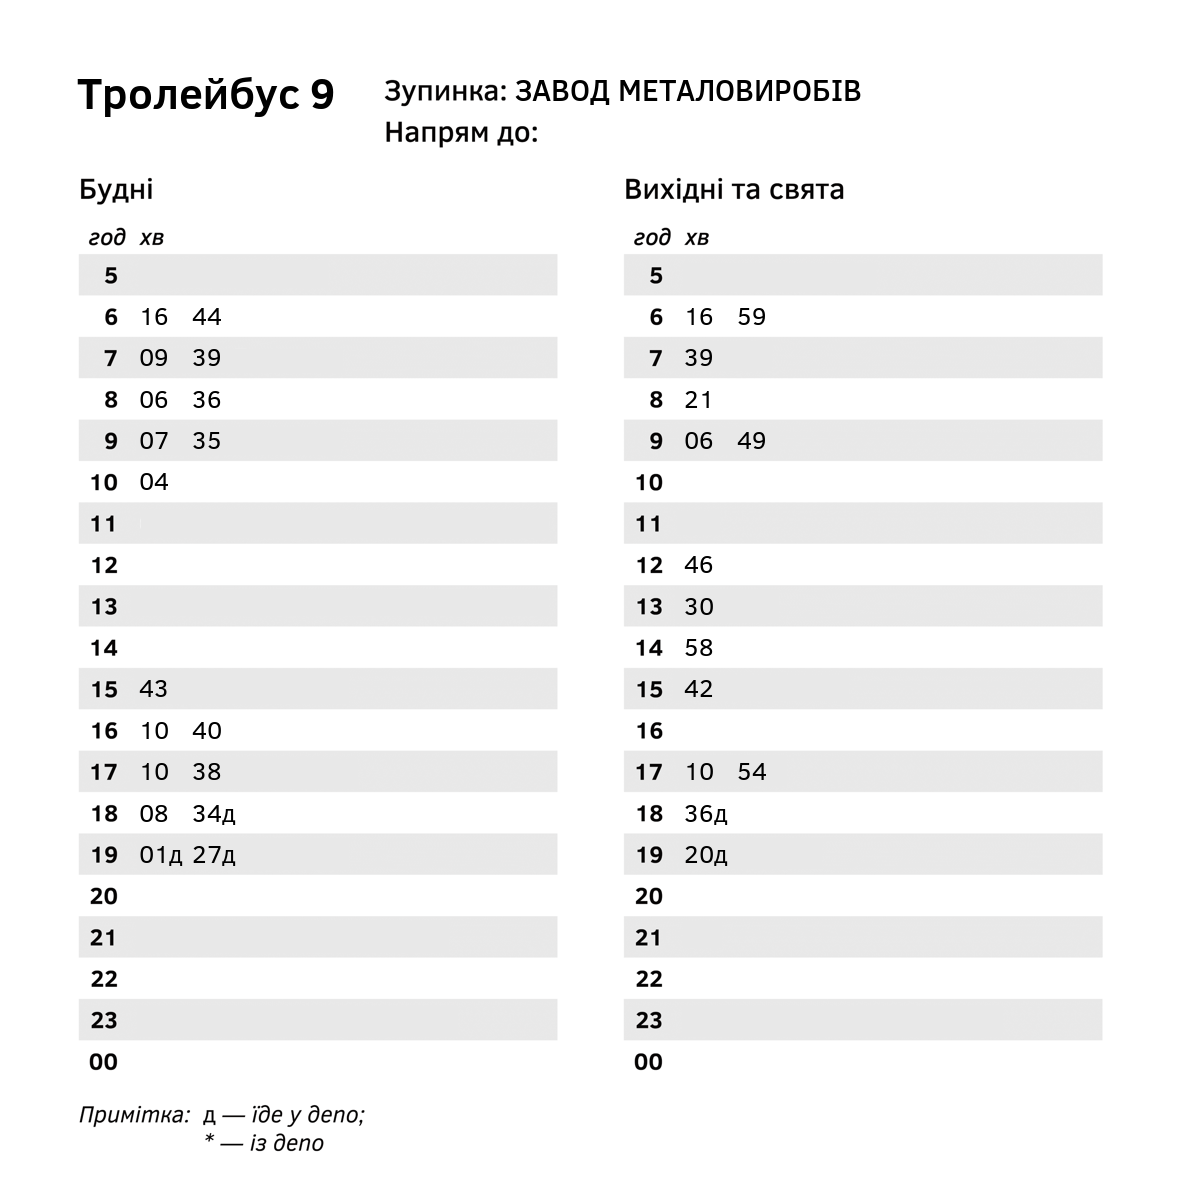 Тролейбус 9
Зупинка: ЗАВОД МЕТАЛОВИРОБІВ
Напрям до:
Будні
год хв
5
6 16 44
7 09 39
8 06 36
9 07 35
10 04
11
12
13
14
15 43
16 10 40
17 10 38
18 08 34д
19 01д 27д
20
21
22
23
00
Вихідні та свята
год хв
5
6 16 59
7 39
8 21
9 06 49
10
11
12 46
13 30
14 58
15 42
16
17 10 54
18 36д
19 20д
20
21
22
23
00
Примітка: д — їде у депо;
* — із депо